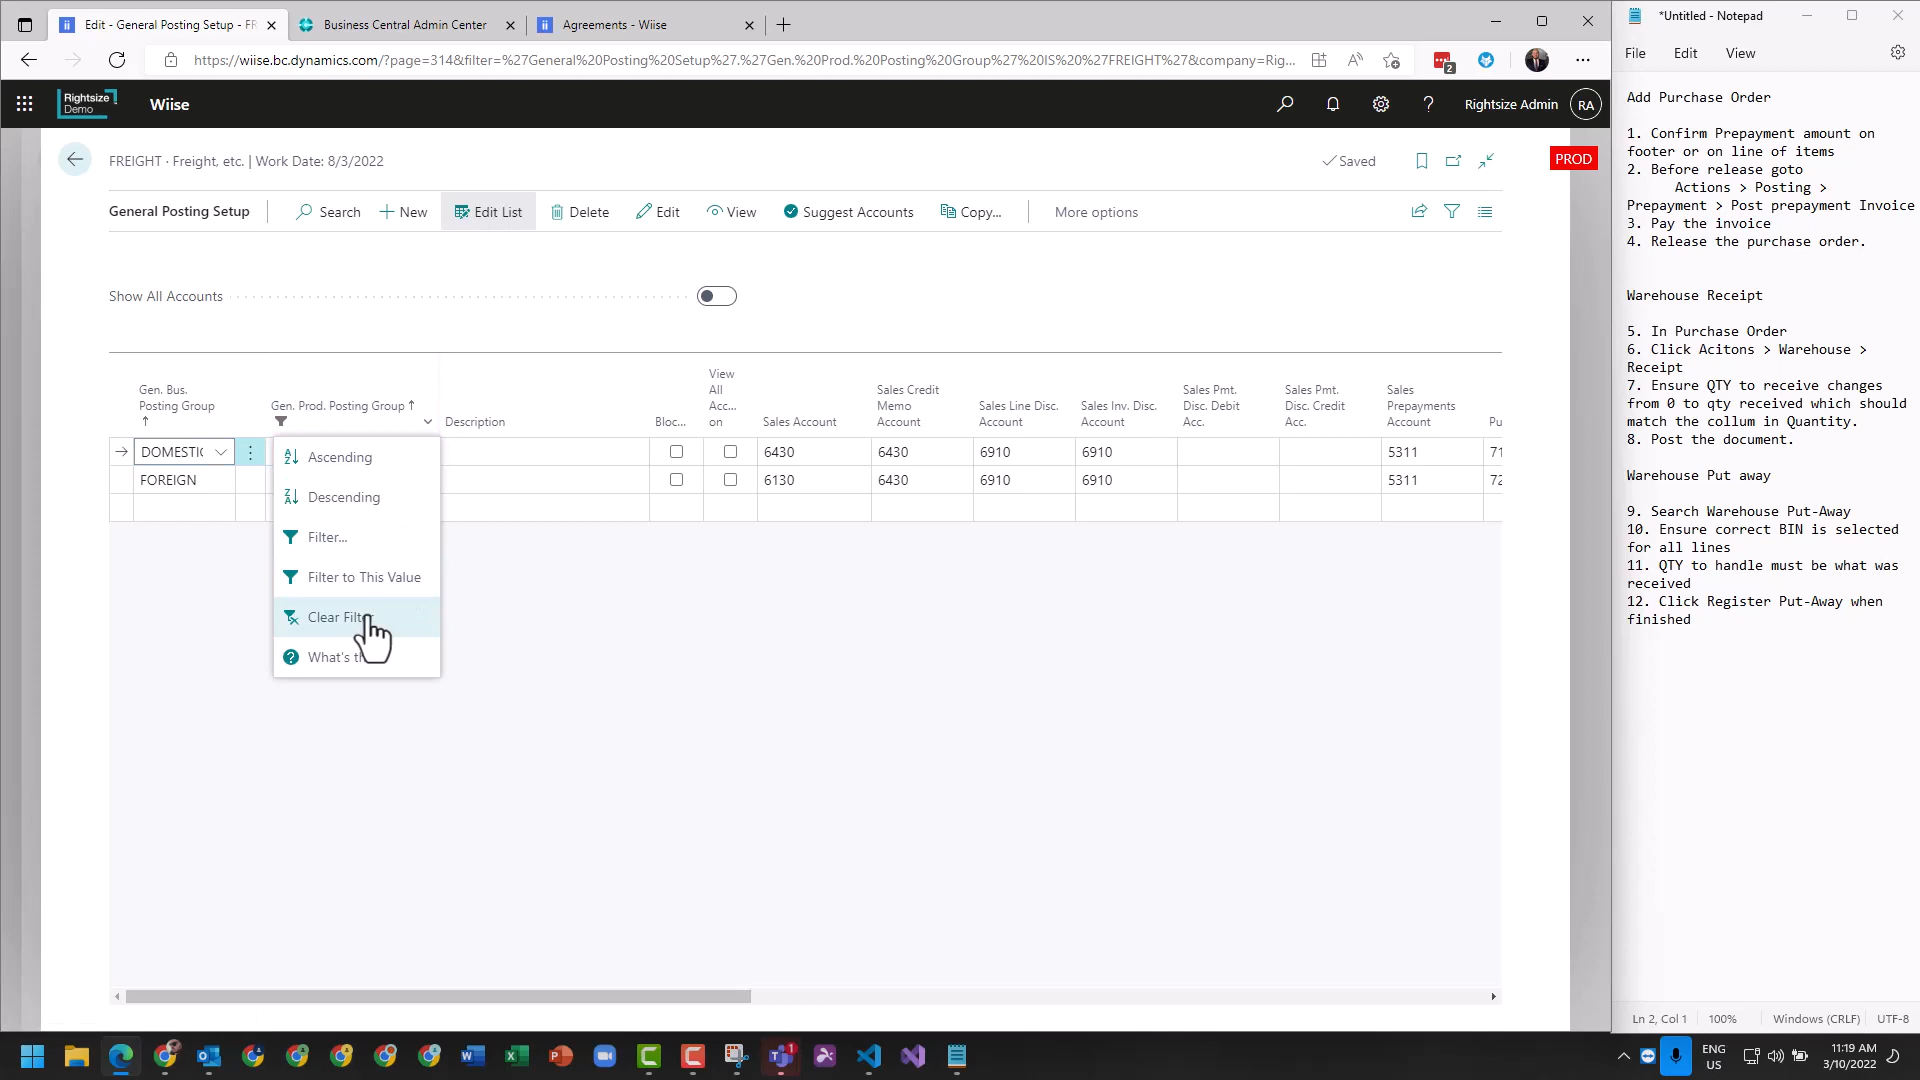 Edit - General Posting Setup - FR
Business Central Admin Center
Agreements - Wiise
https://wiise.bc.dynamics.com/?page=314&filter=%27General%20Posting%20Setup%27.%27Gen.%20Prod.%20Posting%20Group%27%20IS%20%27FREIGHT%27&company=Rig...
2
Rightsize
Demo
Wiise
Rightsize Admin
RA
FREIGHT · Freight, etc. | Work Date: 8/3/2022
Saved
PROD
General Posting Setup
Search
New
Edit List
Delete
Edit
View
Suggest Accounts
Copy...
More options
Show All Accounts
Gen. Bus.
Posting Group
Gen. Prod. Posting Group
Description
Bloc...
View
All
Acc...
on
Sales Account
Sales Credit
Memo
Account
Sales Line Disc.
Account
Sales Inv. Disc.
Account
Sales Pmt.
Disc. Debit
Acc.
Sales Pmt.
Disc. Credit
Acc.
Sales
Prepayments
Account
Pu
DOMESTIC 6430 6430 6910 6910 5311 71
FOREIGN 6130 6430 6910 6910 5311 72
Ascending
Descending
Filter...
Filter to This Value
Clear Filter
What's th
*Untitled - Notepad
File Edit View
Add Purchase Order
1. Confirm Prepayment amount on
footer or on line of items
2. Before release goto
Actions > Posting >
Prepayment > Post prepayment Invoice
3. Pay the invoice
4. Release the purchase order.
Warehouse Receipt
5. In Purchase Order
6. Click Acitons > Warehouse >
Receipt
7. Ensure QTY to receive changes
from 0 to qty received which should
match the collum in Quantity.
8. Post the document.
Warehouse Put away
9. Search Warehouse Put-Away
10. Ensure correct BIN is selected
for all lines
11. QTY to handle must be what was
received
12. Click Register Put-Away when
finished
Ln 2, Col 1 100% Windows (CRLF) UTF-8
1
ENG
US
11:19 AM
3/10/2022